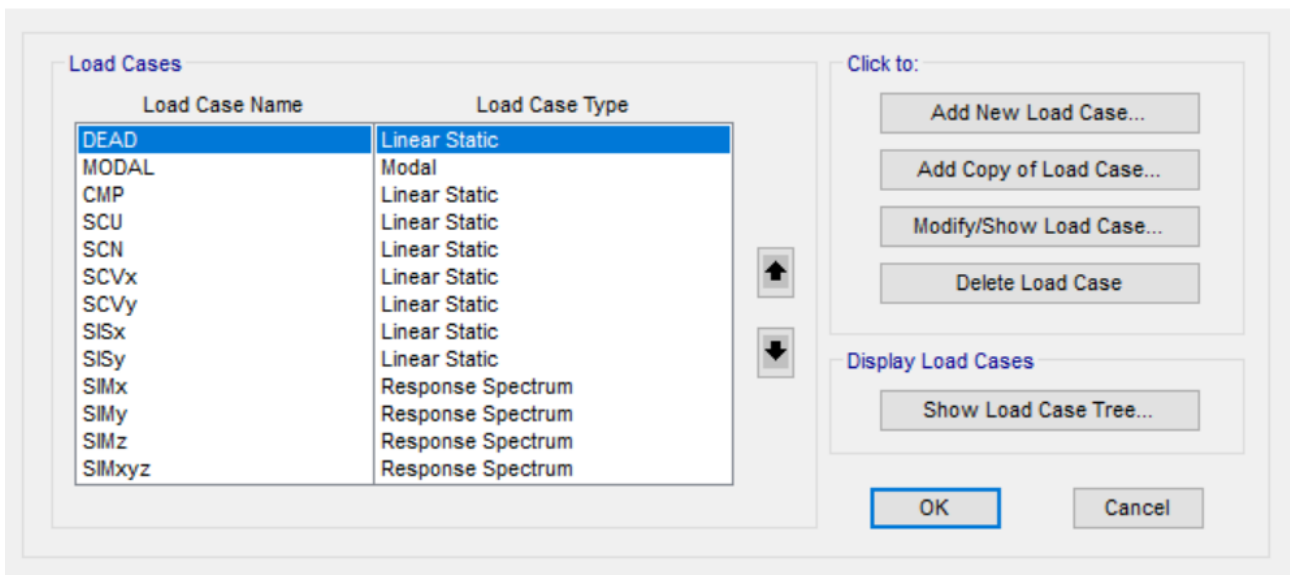 Load Cases
Load Case Name Load Case Type
DEAD Linear Static
MODAL Modal
CMP Linear Static
SCU Linear Static
SCN Linear Static
SCVx Linear Static
SCVy Linear Static
SISx Linear Static
SISy Linear Static
SIMx Response Spectrum
SIMy Response Spectrum
SIMz Response Spectrum
SIMxyz Response Spectrum
Click to:
Add New Load Case...
Add Copy of Load Case...
Modify/Show Load Case...
Delete Load Case
Display Load Cases
Show Load Case Tree...
OK Cancel